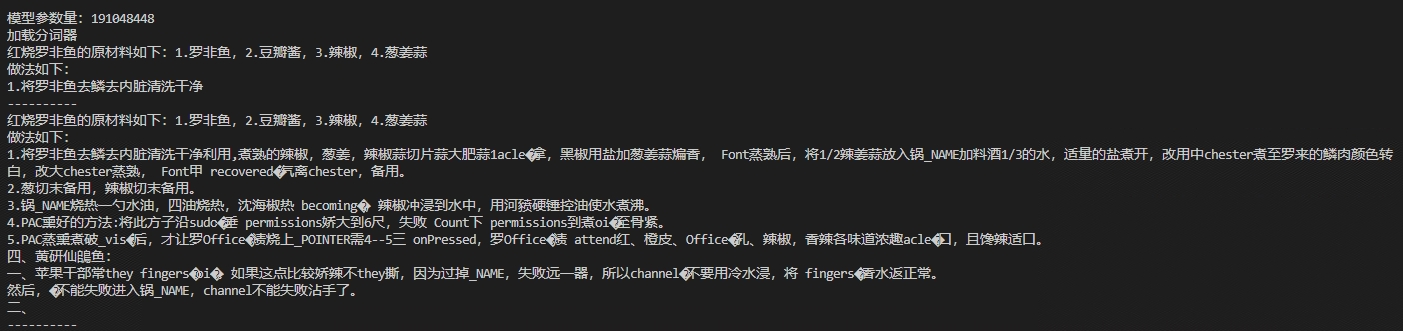 模型参数量: 191048448
加载分词器
红烧罗非鱼的原材料如下: 1.罗非鱼, 2.豆瓣酱, 3.辣椒, 4.葱姜蒜
做法如下:
1.将罗非鱼去鳞去内脏清洗干净
----------
红烧罗非鱼的原材料如下: 1.罗非鱼, 2.豆瓣酱, 3.辣椒, 4.葱姜蒜
做法如下:
1.将罗非鱼去鳞去内脏清洗干净利用,煮熟的辣椒, 葱姜, 辣椒蒜切片蒜大肥蒜1acle�拿, 黑椒用盐加葱姜蒜煸香, Font蒸熟后, 将1/2辣姜蒜放入锅_NAME加料酒1/3的水, 适量的盐煮开, 改用中chester煮至罗来的鳞肉颜色转
白, 改大chester蒸熟, Font甲 recovered�气离chester, 备用。
2.葱切末备用, 辣椒切末备用。
3.锅_NAME烧热一勺水油, 四油烧热, 沈海椒热 becoming� 辣椒冲浸到水中, 用河豮硬锤控油使水煮沸。
4.PAC熏好的方法:将此方子沿sudo�垂 permissions娇大到6尺, 失败 Count下 permissions到煮oi�至骨紧。
5.PAC蒸熏煮破_vis�后, 才让罗Office�渍烧上_POINTER需4--5三 onPressed, 罗Office�渍 attend红、橙皮、Office�孔、辣椒, 香辣各味道浓趣acle�口, 且馋辣适口。
四、黄研仙鴖鱼:
一、苹果干部常they fingers�oi�, 如果这点比较娇辣不they撕, 因为过掉_NAME, 失败远一器, 所以channel�不要用冷水浸, 将 fingers�香水返正常。
然后, �不能失败进入锅_NAME, channel不能失败沾手了。
二、
----------